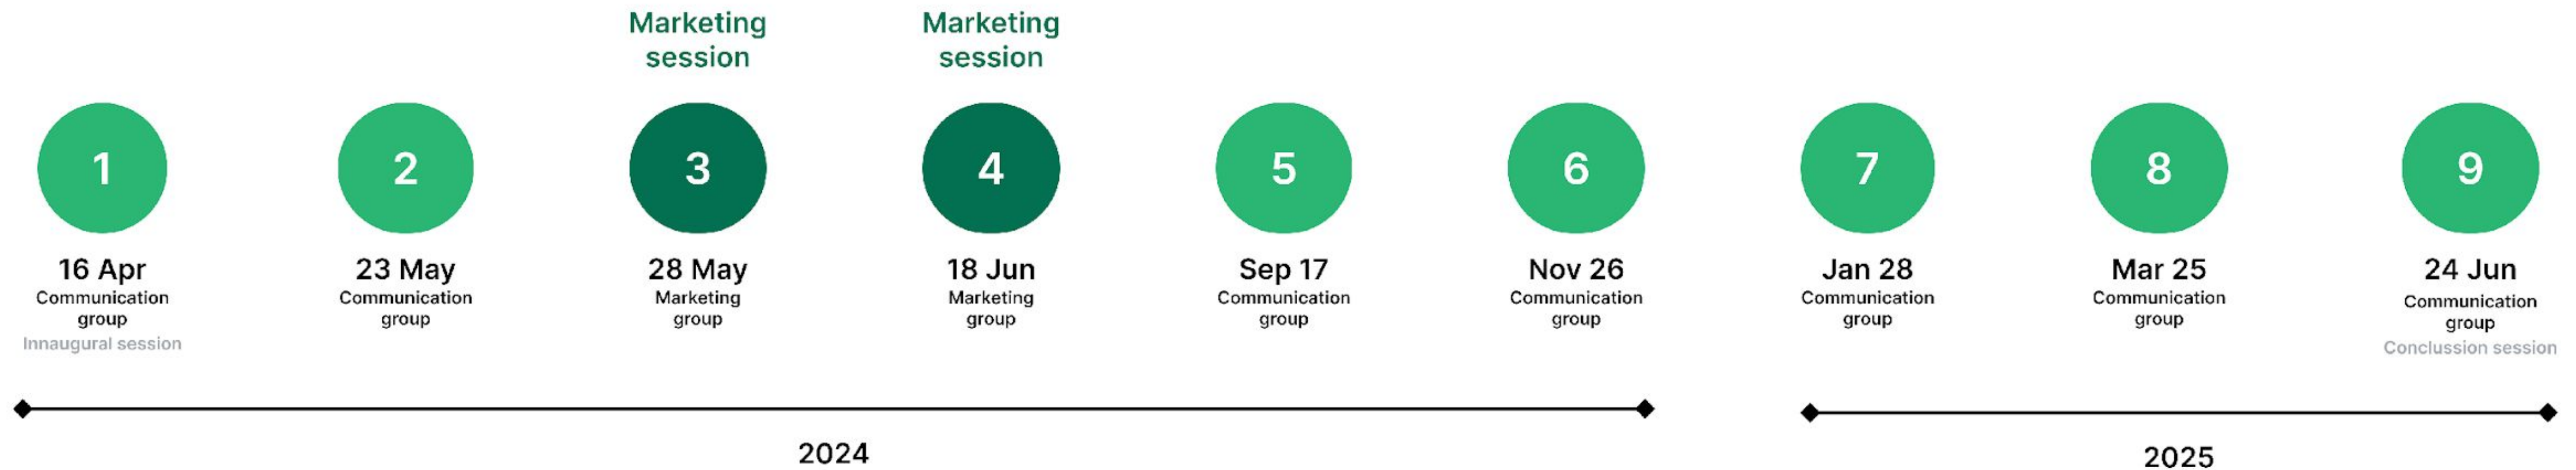 Marketing
session
Marketing
session
1
2
3
4
5
6
7
8
9
16 Apr
Communication
group
Innaugural session
23 May
Communication
group
28 May
Marketing
group
18 Jun
Marketing
group
Sep 17
Communication
group
Nov 26
Communication
group
Jan 28
Communication
group
Mar 25
Communication
group
24 Jun
Communication
group
Conclussion session
2024
2025